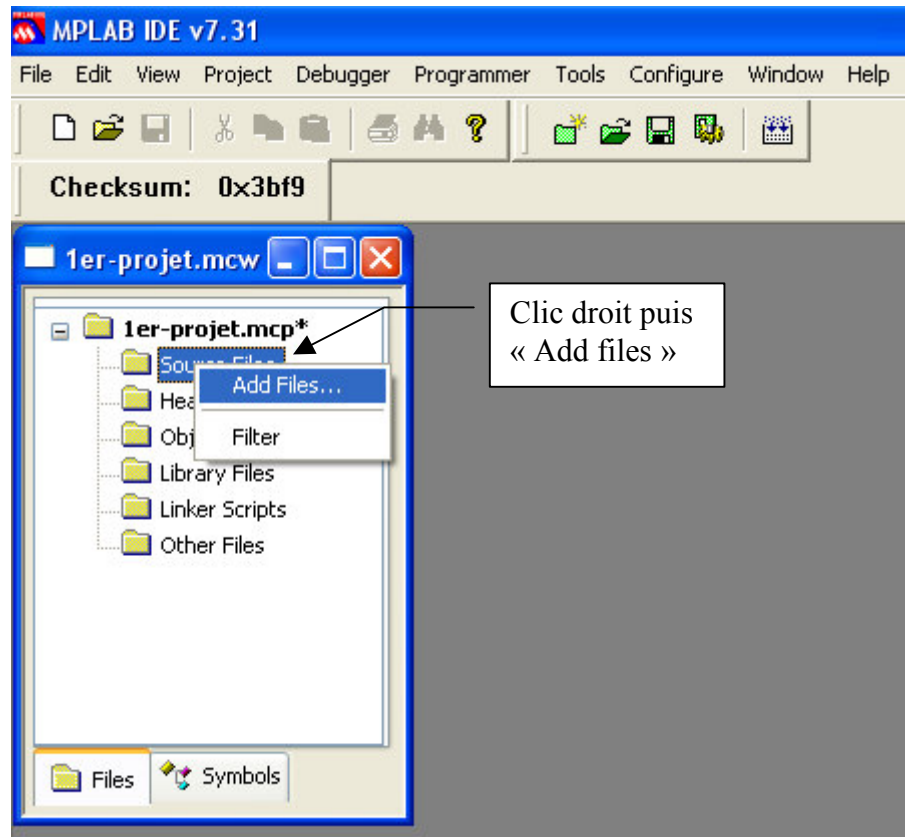 MPLAB IDE v7.31
File Edit View Project Debugger Programmer Tools Configure Window Help
Checksum: 0x3bf9
1er-projet.mcw
1er-projet.mcp*
Clic droit puis
« Add files »
Add Files...
Filter
Library Files
Linker Scripts
Other Files
Files Symbols